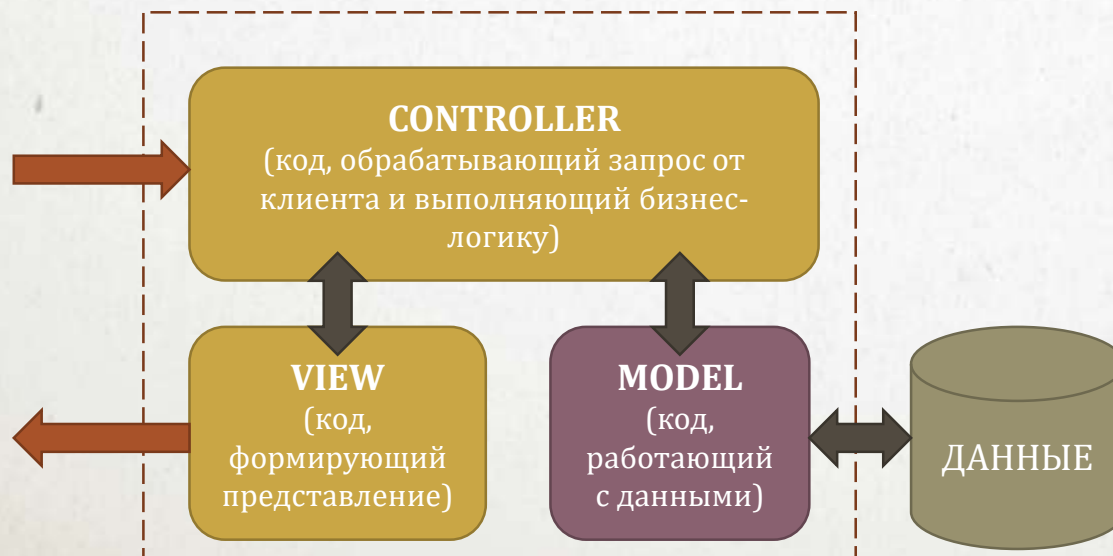 CONTROLLER
(код, обрабатывающий запрос от
клиента и выполняющий бизнес-
логику)
VIEW
(код,
формирующий
представление)
MODEL
(код,
работающий
с данными)
ДАННЫЕ